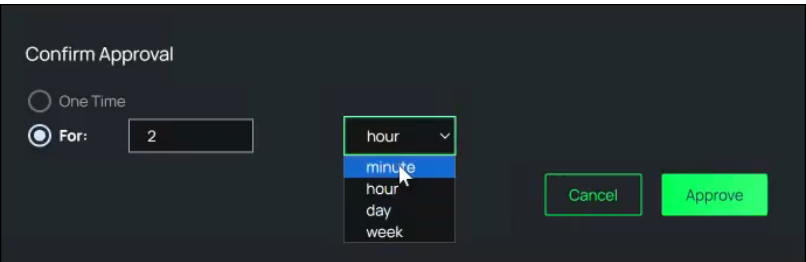 Confirm Approval
One Time
For: 2 hour
minute
hour
day
week
Cancel Approve